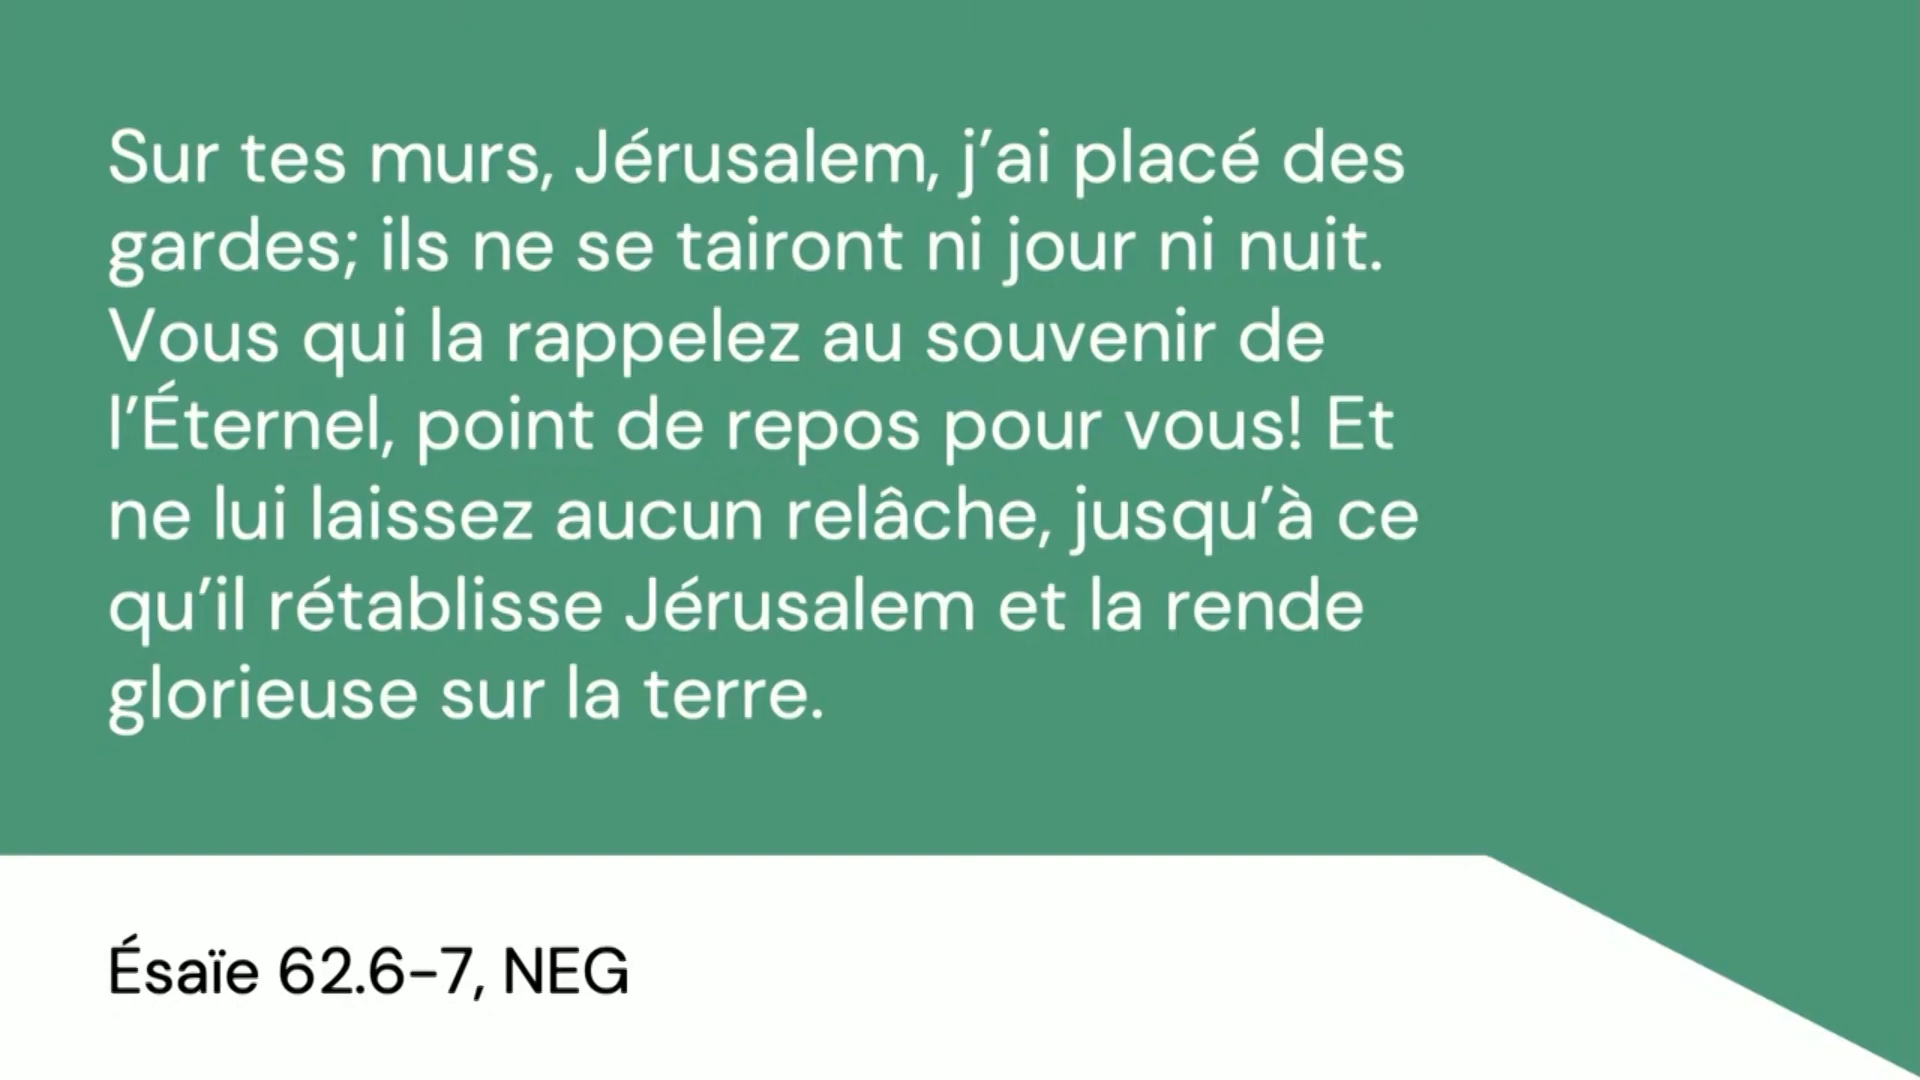 Sur tes murs, Jérusalem, j’ai placé des
gardes; ils ne se tairont ni jour ni nuit.
Vous qui la rappelez au souvenir de
l’Éternel, point de repos pour vous! Et
ne lui laissez aucun relâche, jusqu’à ce
qu’il rétablisse Jérusalem et la rende
glorieuse sur la terre.
Ésaïe 62.6–7, NEG